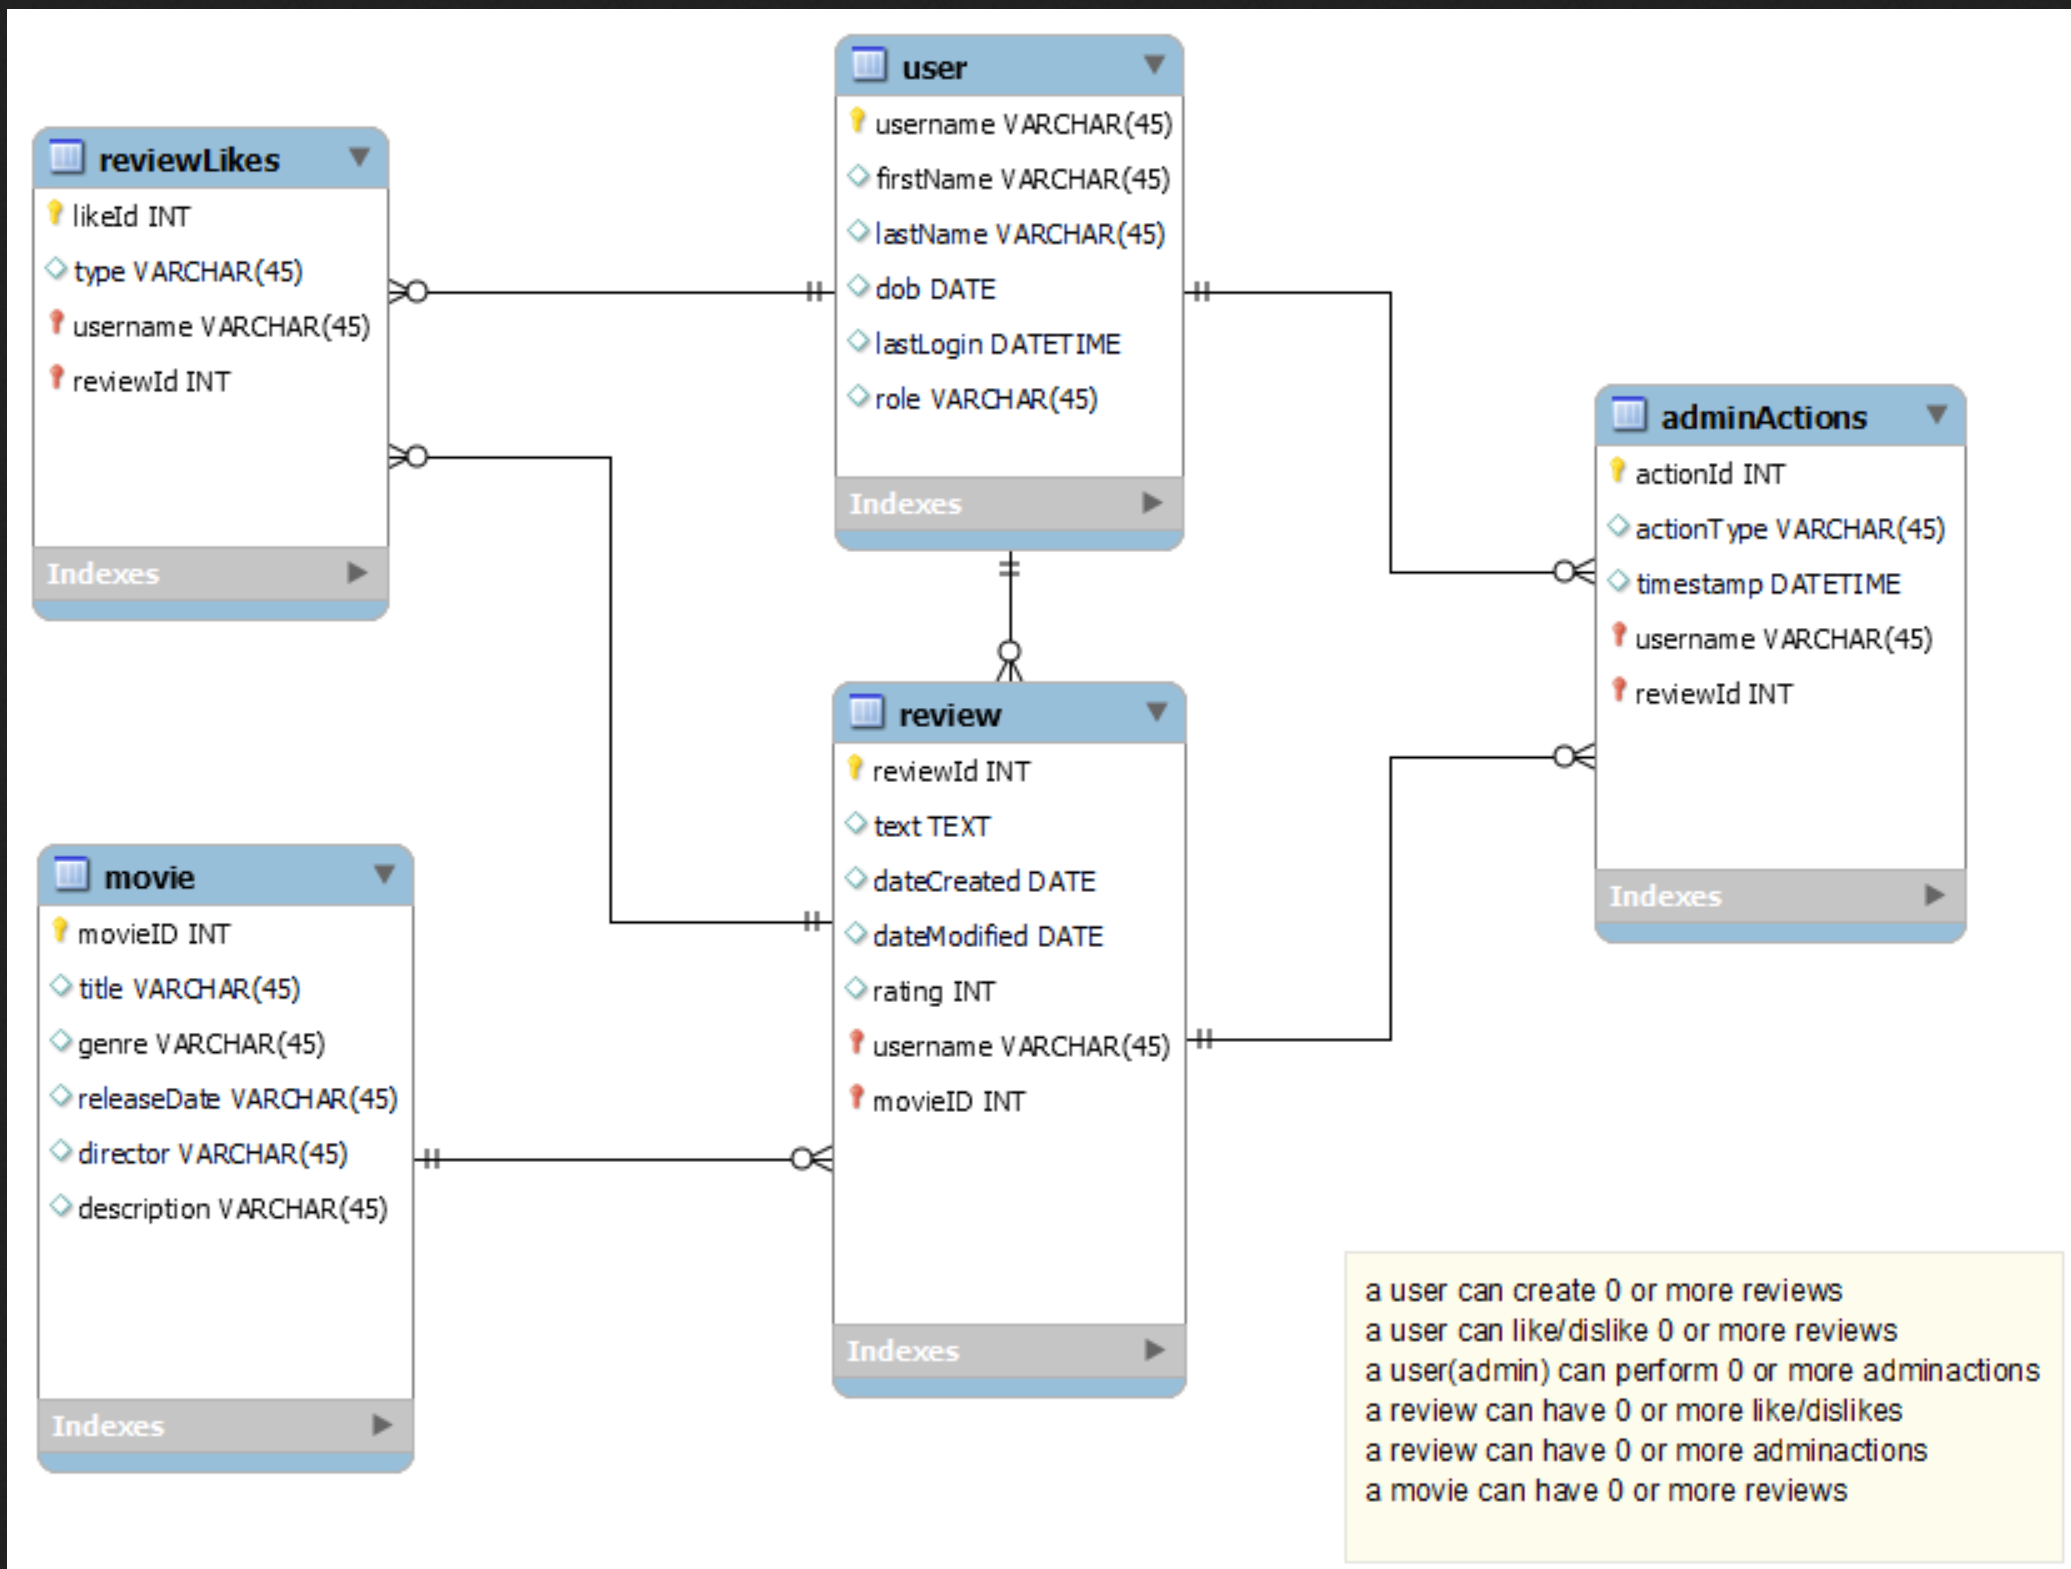 user
username VARCHAR(45)
firstName VARCHAR(45)
lastName VARCHAR(45)
dob DATE
lastLogin DATETIME
role VARCHAR(45)
Indexes
reviewLikes
likeId INT
type VARCHAR(45)
username VARCHAR(45)
reviewId INT
Indexes
adminActions
actionId INT
actionType VARCHAR(45)
timestamp DATETIME
username VARCHAR(45)
reviewId INT
Indexes
review
reviewId INT
text TEXT
dateCreated DATE
dateModified DATE
rating INT
username VARCHAR(45)
movieID INT
Indexes
movie
movieID INT
title VARCHAR(45)
genre VARCHAR(45)
releaseDate VARCHAR(45)
director VARCHAR(45)
description VARCHAR(45)
Indexes
a user can create 0 or more reviews
a user can like/dislike 0 or more reviews
a user(admin) can perform 0 or more adminactions
a review can have 0 or more like/dislikes
a review can have 0 or more adminactions
a movie can have 0 or more reviews